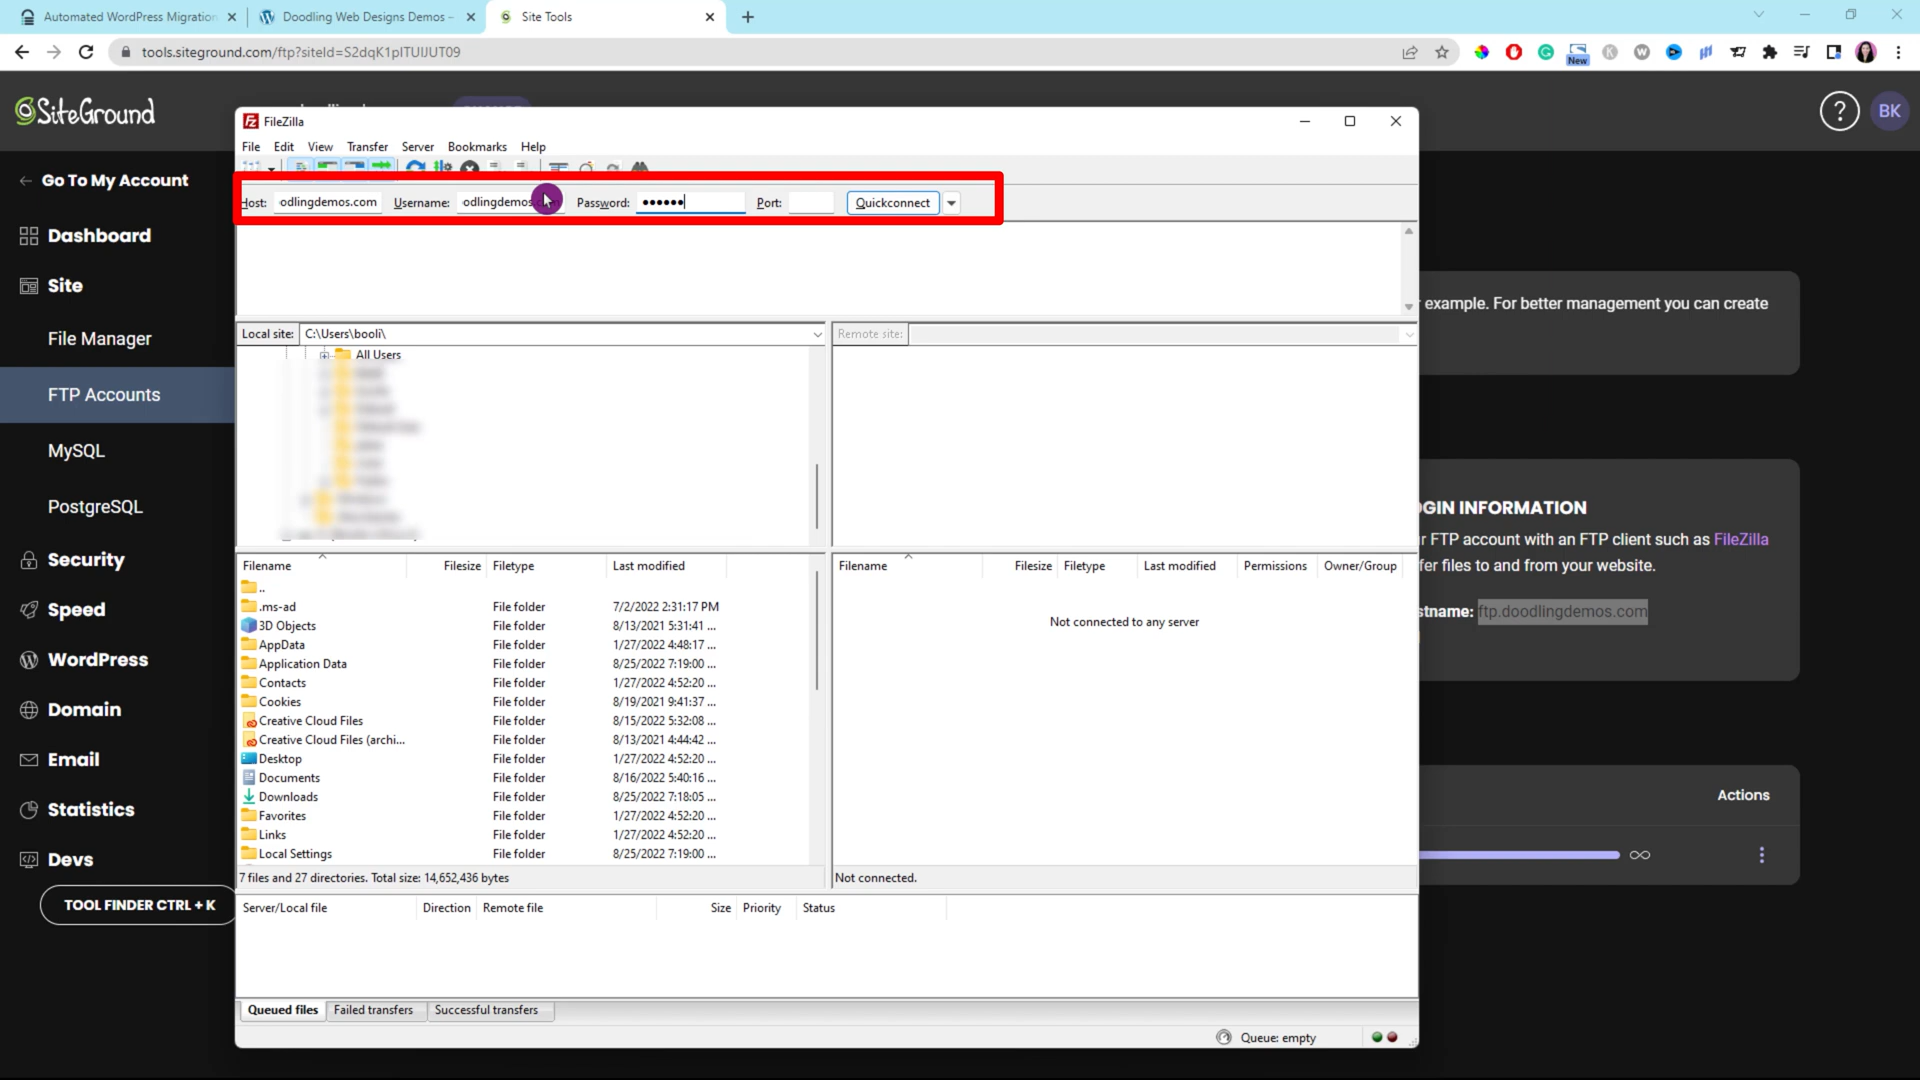 Automated WordPress Migration
Doodling Web Designs Demos –
Site Tools
tools.siteground.com/ftp?siteId=S2dqK1pITUlJUT09
New
SiteGround
BK
Go To My Account
Dashboard
Site
File Manager
FTP Accounts
MySQL
PostgreSQL
Security
Speed
WordPress
Domain
Email
Statistics
Devs
TOOL FINDER CTRL + K
FileZilla
File Edit View Transfer Server Bookmarks Help
Host: odlingdemos.com Username: odlingdemos. Password: •••••• Port: Quickconnect
Local site: C:\Users\booli\
Remote site:
All Users
Filename Filesize Filetype Last modified
..
.ms-ad File folder 7/2/2022 2:31:17 PM
3D Objects File folder 8/13/2021 5:31:41 ...
AppData File folder 1/27/2022 4:48:17 ...
Application Data File folder 8/25/2022 7:19:00 ...
Contacts File folder 1/27/2022 4:52:20 ...
Cookies File folder 8/19/2021 9:41:37 ...
Creative Cloud Files File folder 8/15/2022 5:32:08 ...
Creative Cloud Files (archi... File folder 8/13/2021 4:44:42 ...
Desktop File folder 1/27/2022 4:52:20 ...
Documents File folder 8/16/2022 5:40:16 ...
Downloads File folder 8/25/2022 7:18:05 ...
Favorites File folder 1/27/2022 4:52:20 ...
Links File folder 1/27/2022 4:52:20 ...
Local Settings File folder 8/25/2022 7:19:00 ...
7 files and 27 directories. Total size: 14,652,436 bytes
Filename Filesize Filetype Last modified Permissions Owner/Group
Not connected to any server
Not connected.
Server/Local file Direction Remote file Size Priority Status
Queued files Failed transfers Successful transfers
Queue: empty
example. For better management you can create
GIN INFORMATION
r FTP account with an FTP client such as FileZilla
fer files to and from your website.
stname: ftp.doodlingdemos.com
Actions